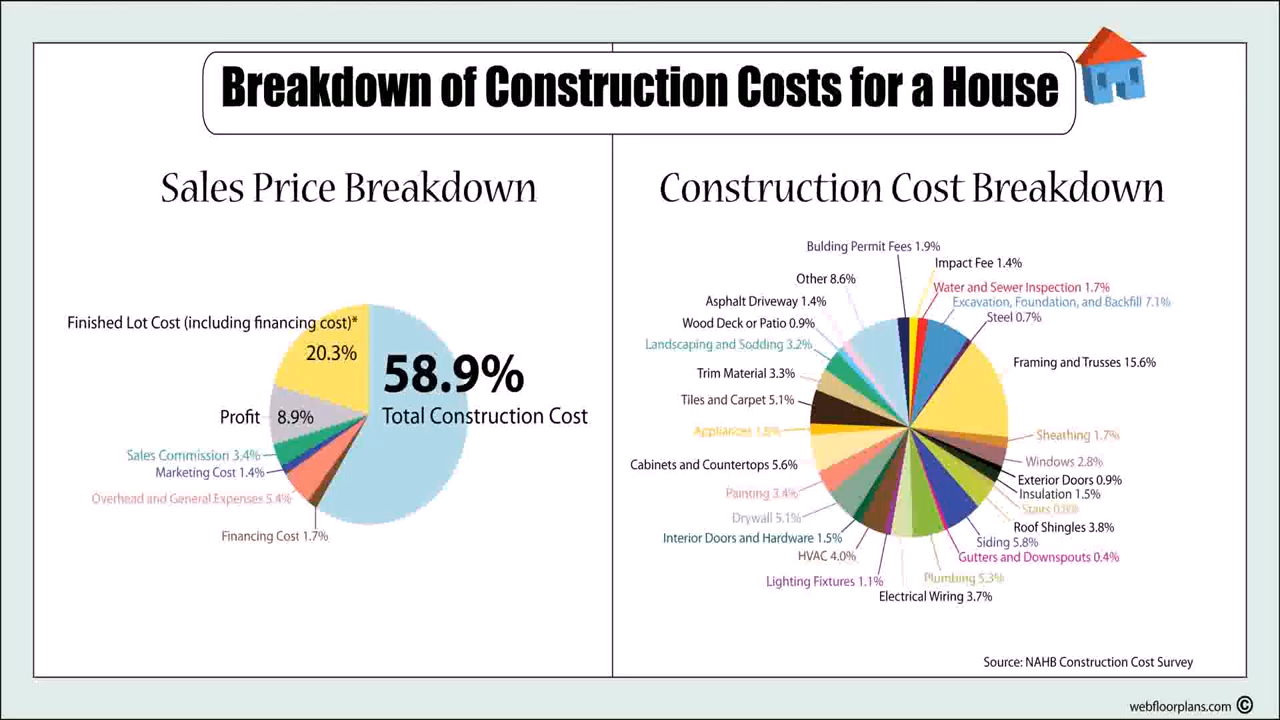 Breakdown of Construction Costs for a House
Sales Price Breakdown
Finished Lot Cost (including financing cost)*
20.3%
58.9%
Total Construction Cost
Profit 8.9%
Sales Commission 3.4%
Marketing Cost 1.4%
Overhead and General Expenses 5.4%
Financing Cost 1.7%
Construction Cost Breakdown
Bulding Permit Fees 1.9%
Impact Fee 1.4%
Water and Sewer Inspection 1.7%
Excavation, Foundation, and Backfill 7.1%
Steel 0.7%
Framing and Trusses 15.6%
Sheathing 1.7%
Windows 2.8%
Exterior Doors 0.9%
Insulation 1.5%
Stairs
Roof Shingles 3.8%
Siding 5.8%
Gutters and Downspouts 0.4%
Plumbing 5.3%
Electrical Wiring 3.7%
Lighting Fixtures 1.1%
HVAC 4.0%
Interior Doors and Hardware 1.5%
Drywall 5.1%
Painting 3.4%
Cabinets and Countertops 5.6%
Appliances
Tiles and Carpet 5.1%
Trim Material 3.3%
Landscaping and Sodding 3.2%
Wood Deck or Patio 0.9%
Asphalt Driveway 1.4%
Other 8.6%
Source: NAHB Construction Cost Survey
webfloorplans.com ©